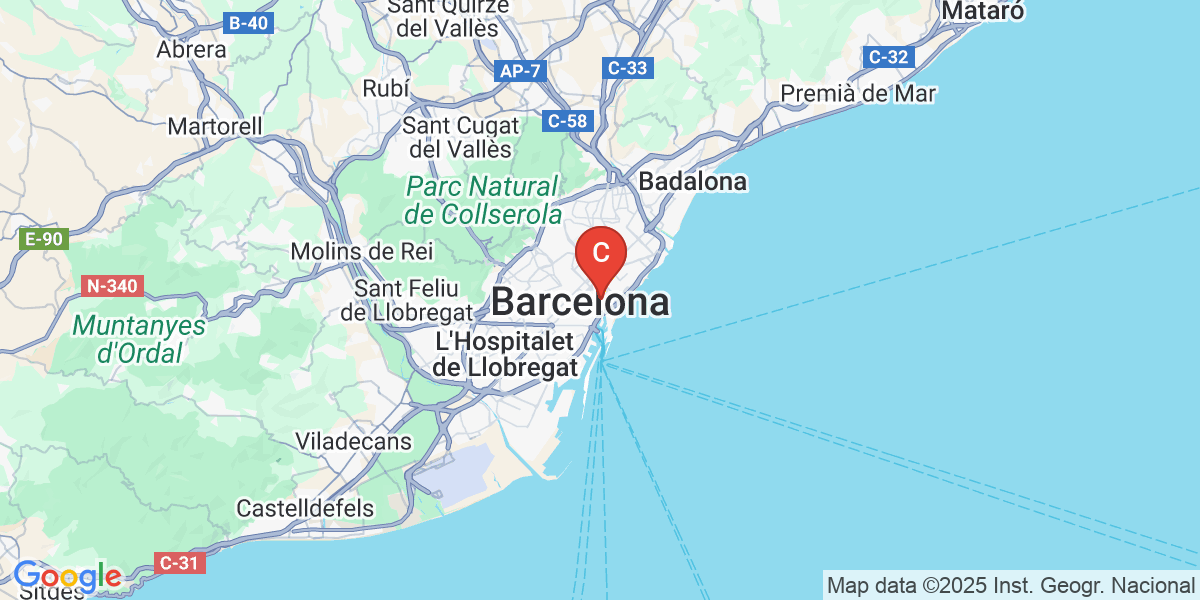 Sant Quirze
del Vallès
Mataró
B-40
Abrera
C-32
AP-7
C-33
Rubí
Premià de Mar
C-58
Martorell
Sant Cugat
del Vallès
Badalona
Parc Natural
de Collserola
E-90
Molins de Rei
C
N-340
Sant Feliu
de Llobregat
Barcelona
Muntanyes
d'Ordal
L'Hospitalet
de Llobregat
Viladecans
Castelldefels
C-31
Google
Sitges
Map data ©2025 Inst. Geogr. Nacional